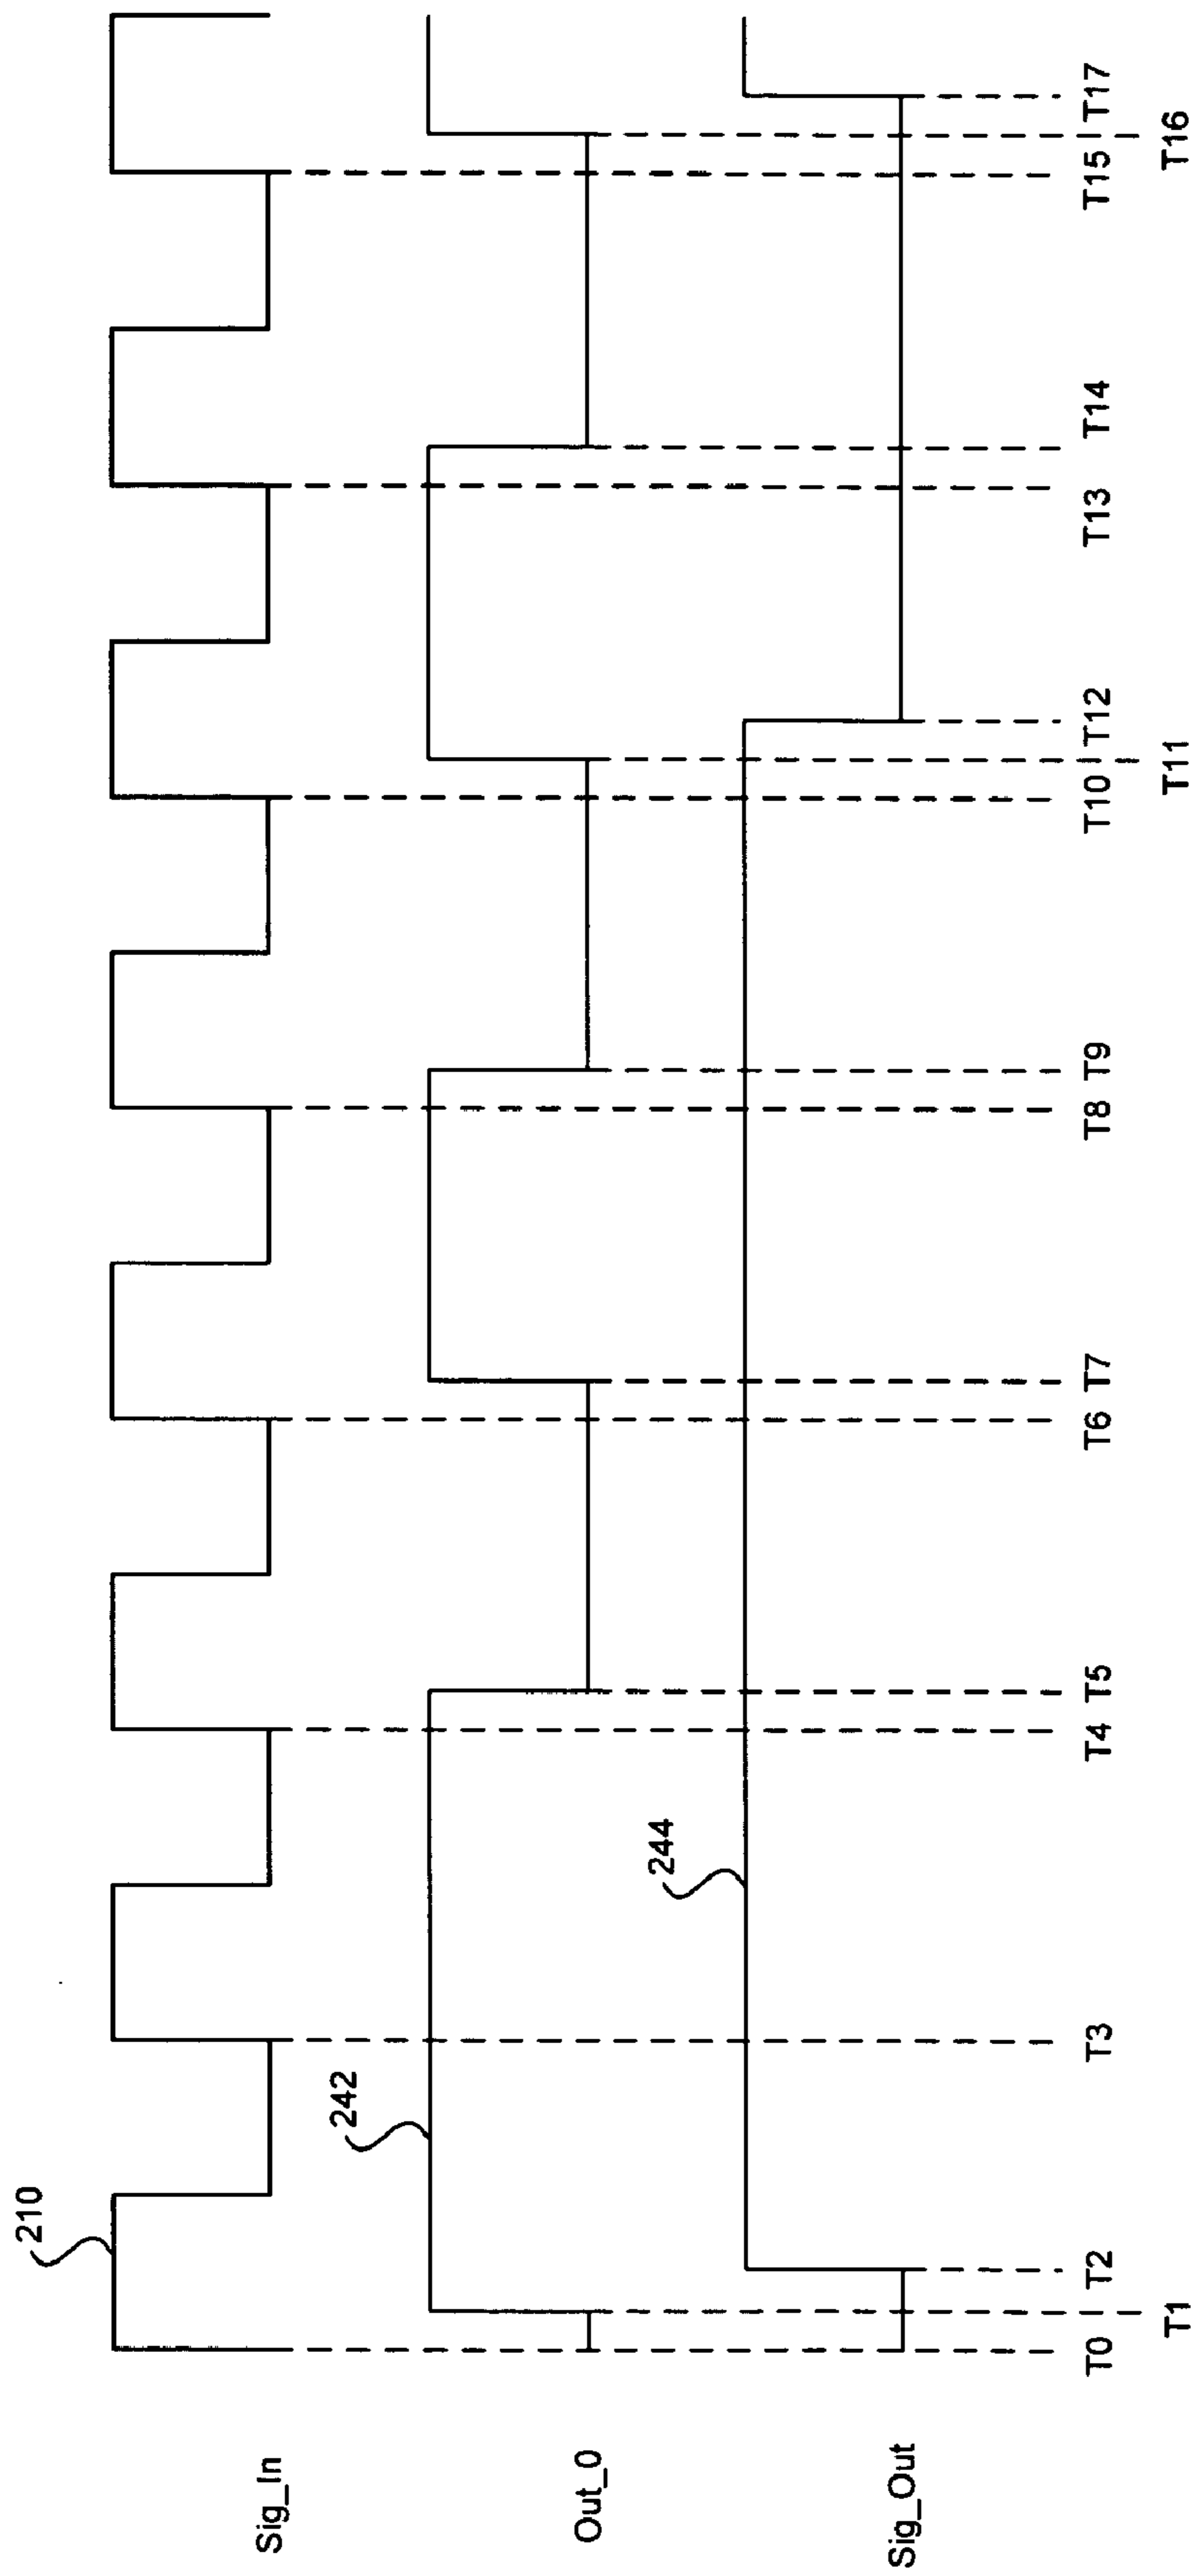 210
Sig_In
242
Out_0
244
Sig_Out
T0 T2 T3 T4 T5 T6 T7 T8 T9 T10 T12 T13 T14 T15 T17
T1 T11 T16